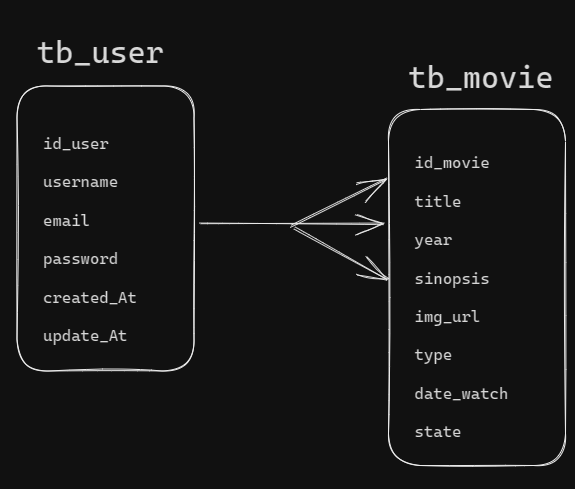 tb_user
id_user
username
email
password
created_At
update_At
tb_movie
id_movie
title
year
sinopsis
img_url
type
date_watch
state